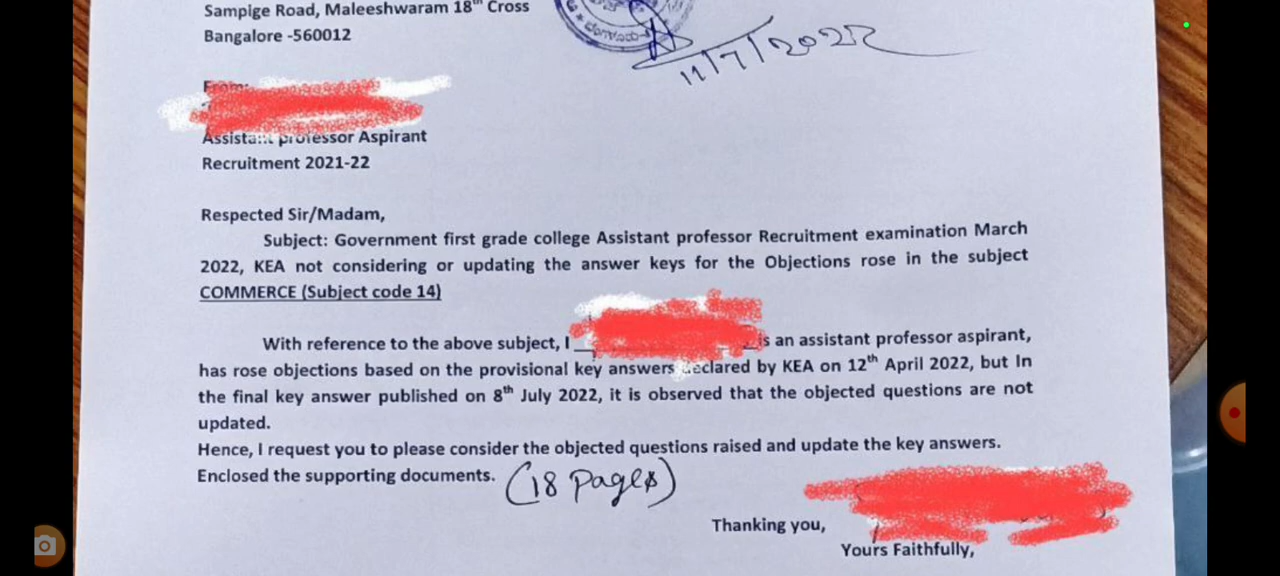 Sampige Road, Maleeshwaram 18th Cross
Bangalore -560012
11/7/2022
From:
Assistant professor Aspirant
Recruitment 2021-22
Respected Sir/Madam,
Subject: Government first grade college Assistant professor Recruitment examination March
2022, KEA not considering or updating the answer keys for the Objections rose in the subject
COMMERCE (Subject code 14)
With reference to the above subject, I is an assistant professor aspirant,
has rose objections based on the provisional key answers declared by KEA on 12th April 2022, but In
the final key answer published on 8th July 2022, it is observed that the objected questions are not
updated.
Hence, I request you to please consider the objected questions raised and update the key answers.
Enclosed the supporting documents. (18 pages)
Thanking you,
Yours Faithfully,